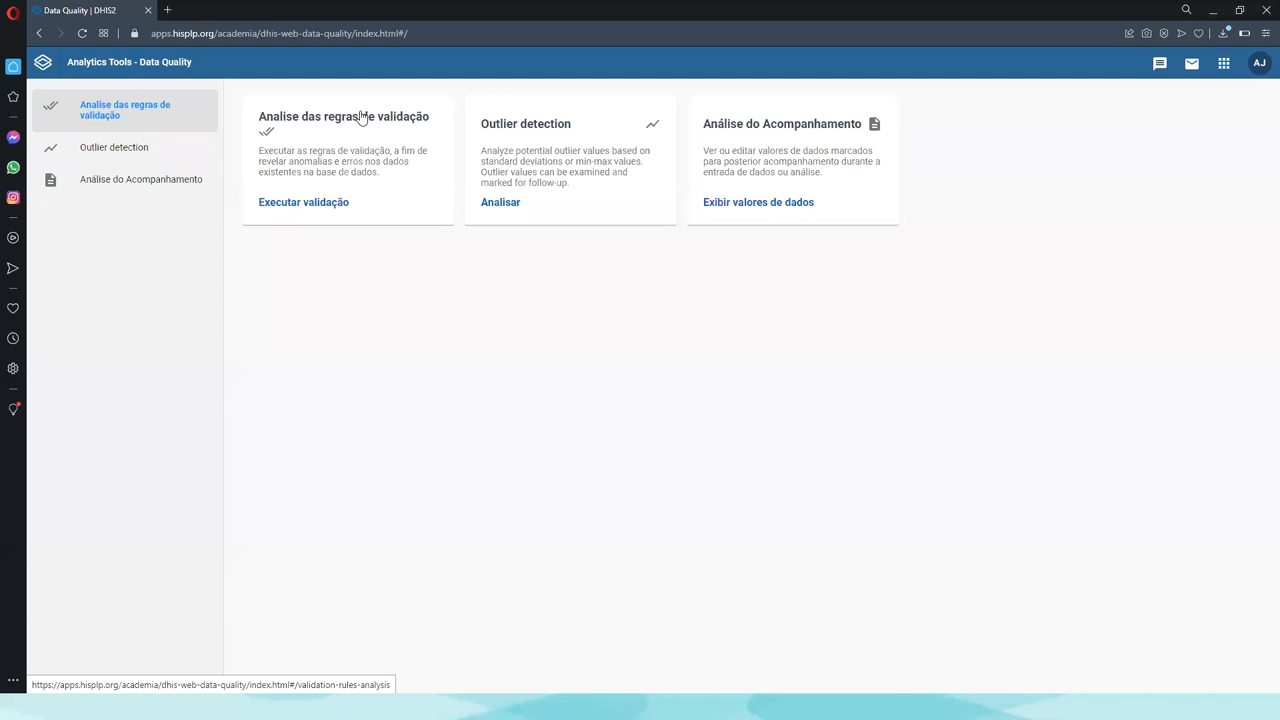 Data Quality | DHIS2
apps.hisplp.org/academia/dhis-web-data-quality/index.html#/
Analytics Tools - Data Quality
AJ
Analise das regras de
validação
Outlier detection
Análise do Acompanhamento
Analise das regras de validação
Executar as regras de validação, a fim de
revelar anomalias e erros nos dados
existentes na base de dados.
Executar validação
Outlier detection
Analyze potential outlier values based on
standard deviations or min-max values.
Outlier values can be examined and
marked for follow-up.
Analisar
Análise do Acompanhamento
Ver ou editar valores de dados marcados
para posterior acompanhamento durante a
entrada de dados ou análise.
Exibir valores de dados
https://apps.hisplp.org/academia/dhis-web-data-quality/index.html#/validation-rules-analysis